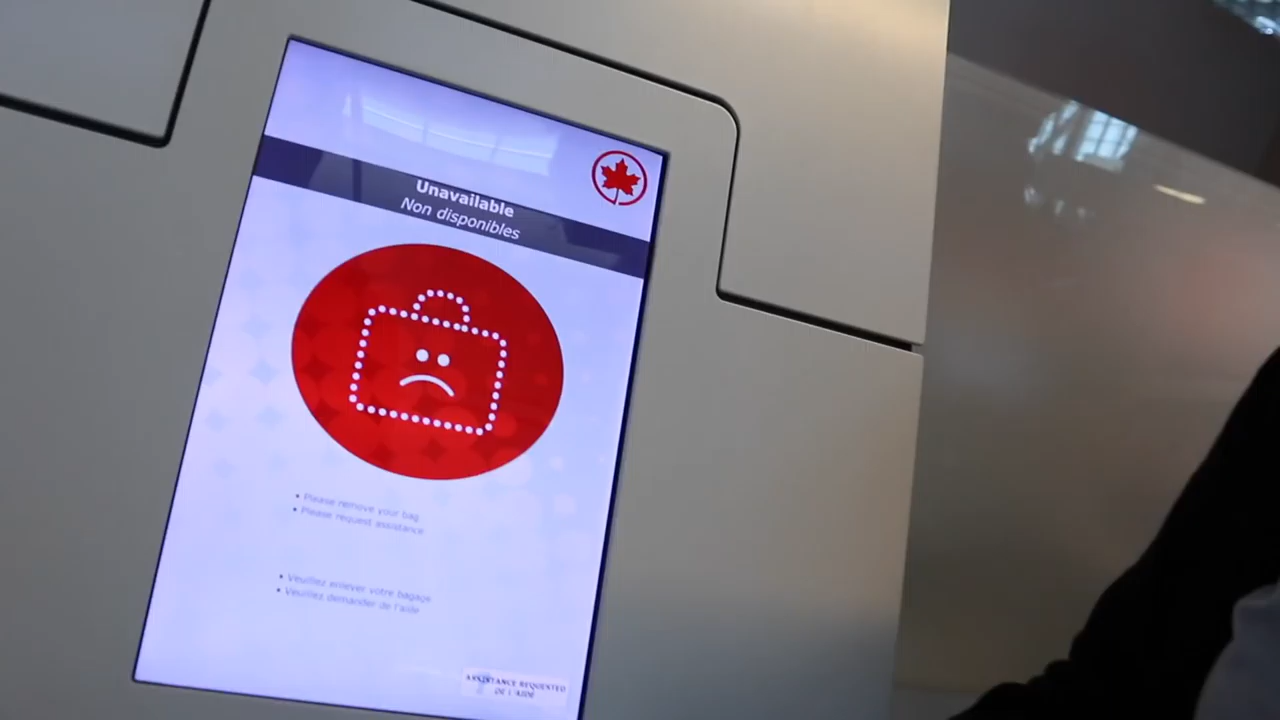 Unavailable
Non disponibles
• Please remove your bag
• Please request assistance
• Veuillez enlever votre bagage
• Veuillez demander de l'aide
ASSISTANCE REQUESTED
DE L'AIDE